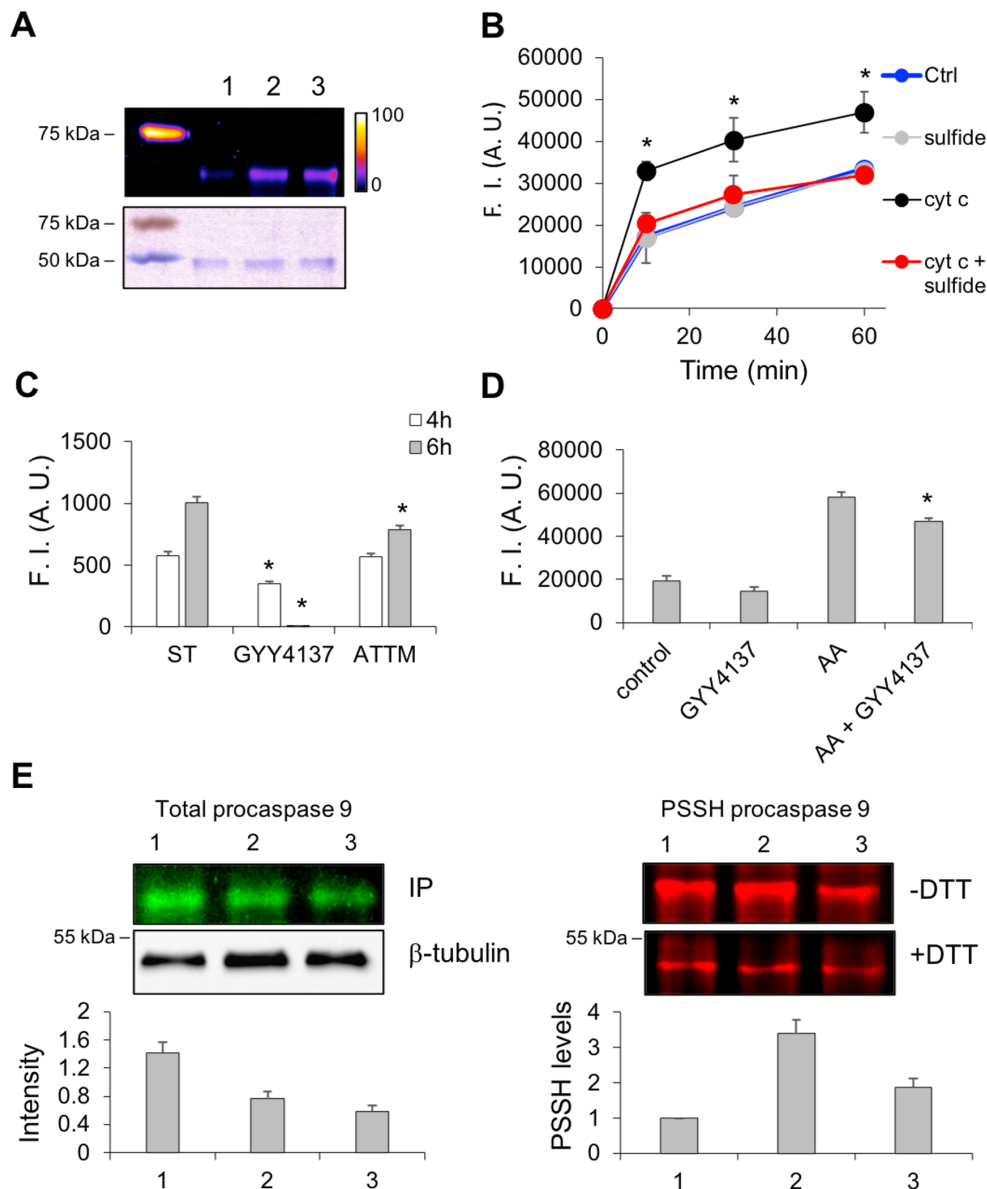 A
1 2 3
75 kDa –
100
0
75 kDa –
50 kDa –
B
60000
50000
40000
30000
20000
10000
0
F. I. (A. U.)
* * *
0 20 40 60
Time (min)
Ctrl
sulfide
cyt c
cyt c +
sulfide
C
4h
6h
1500
1000
500
0
F. I. (A. U.)
* * *
ST GYY4137 ATTM
D
80000
60000
40000
20000
0
F. I. (A. U.)
*
control
GYY4137
AA
AA + GYY4137
E
Total procaspase 9
1 2 3
IP
55 kDa –
β-tubulin
2
1.6
1.2
0.8
0.4
0
Intensity
1 2 3
PSSH procaspase 9
1 2 3
-DTT
55 kDa –
+DTT
4
3
2
1
0
PSSH levels
1 2 3